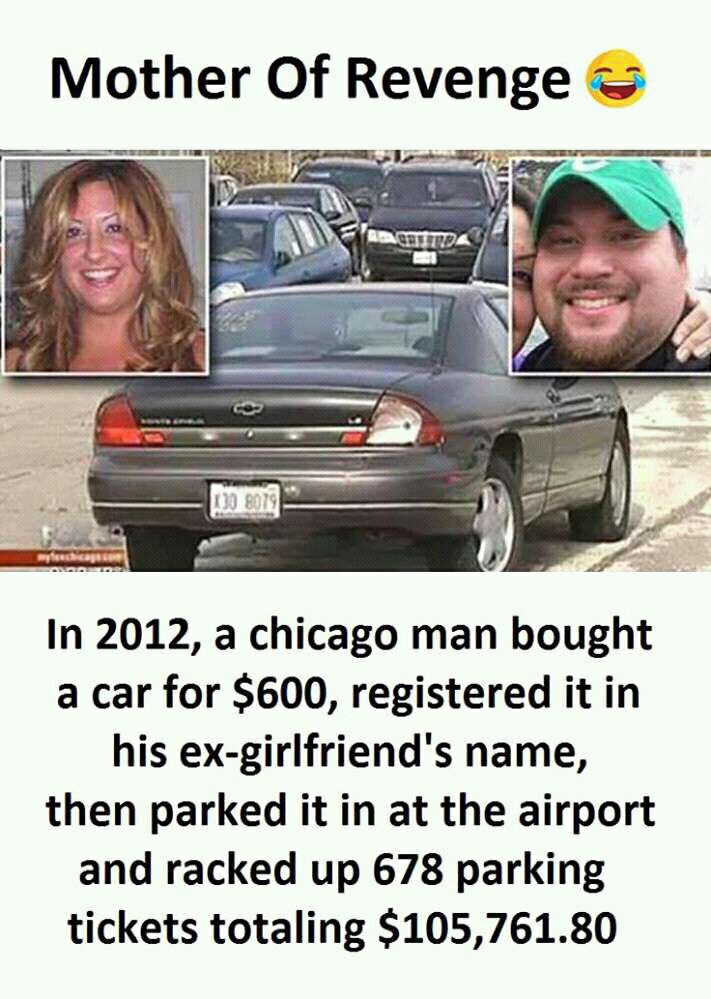 Mother Of Revenge 😂
In 2012, a chicago man bought
a car for $600, registered it in
his ex-girlfriend's name,
then parked it in at the airport
and racked up 678 parking
tickets totaling $105,761.80